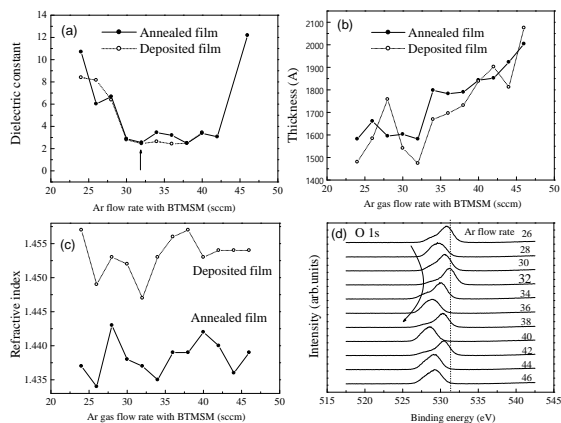 (a)
Annealed film
Deposited film
Dielectric constant
14
12
10
8
6
4
2
0
20 25 30 35 40 45 50
Ar flow rate with BTMSM (sccm)
(b)
Annealed film
Deposited film
Thickness (A)
2100
2000
1900
1800
1700
1600
1500
1400
20 25 30 35 40 45 50
Ar gas flow rate with BTMSM (sccm)
(c)
Deposited film
Annealed film
Refractive index
1.455
1.450
1.445
1.440
1.435
20 25 30 35 40 45 50
Ar gas flow rate with BTMSM (sccm)
(d) O 1s
Ar flow rate
26
28
30
32
34
36
38
40
42
44
46
Intensity (arb.units)
515 520 525 530 535 540 545
Binding energy (eV)